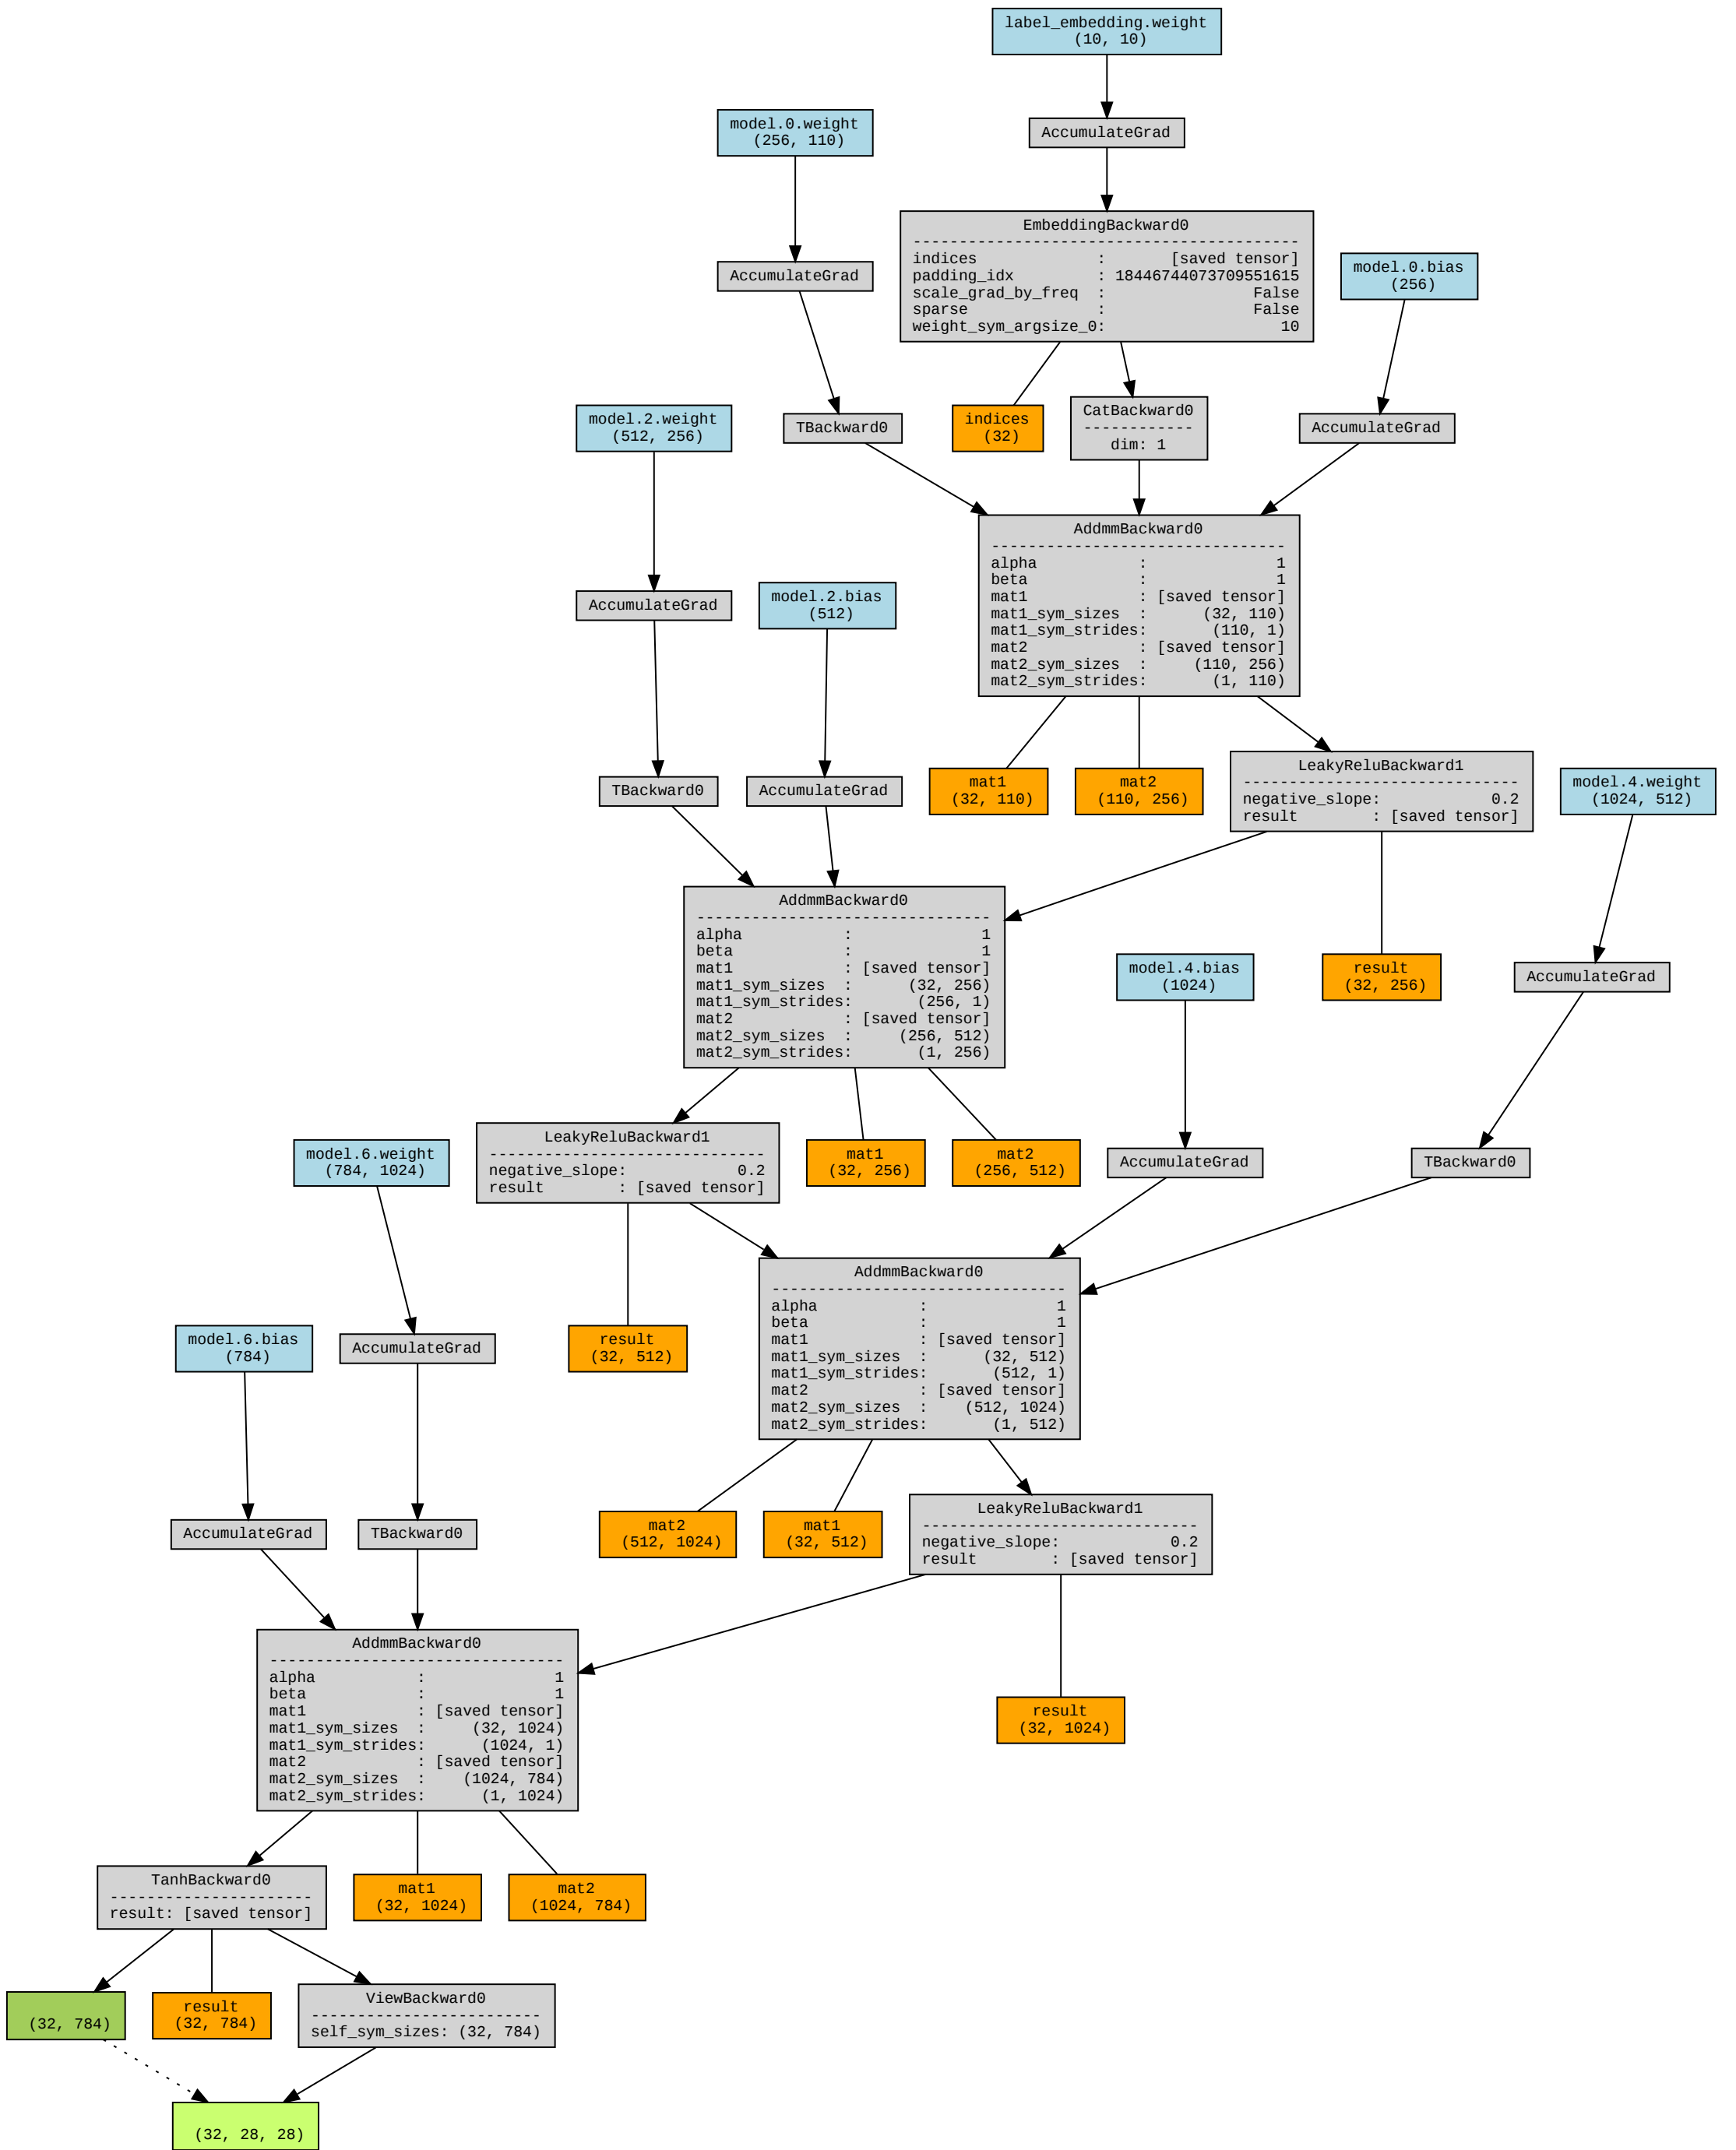 label_embedding.weight
(10, 10)
model.0.weight
(256, 110)
AccumulateGrad
EmbeddingBackward0
------------------------------------------
indices             :       [saved tensor]
padding_idx         : 18446744073709551615
scale_grad_by_freq  :                False
sparse              :                False
weight_sym_argsize_0:                   10
AccumulateGrad
model.0.bias
(256)
model.2.weight
(512, 256)
TBackward0
indices
(32)
CatBackward0
------------
dim: 1
AccumulateGrad
AddmmBackward0
--------------------------------
alpha           :              1
beta            :              1
mat1            : [saved tensor]
mat1_sym_sizes  :      (32, 110)
mat1_sym_strides:       (110, 1)
mat2            : [saved tensor]
mat2_sym_sizes  :     (110, 256)
mat2_sym_strides:       (1, 110)
AccumulateGrad
model.2.bias
(512)
TBackward0
AccumulateGrad
mat1
(32, 110)
mat2
(110, 256)
LeakyReluBackward1
------------------------------
negative_slope:            0.2
result        : [saved tensor]
model.4.weight
(1024, 512)
AddmmBackward0
--------------------------------
alpha           :              1
beta            :              1
mat1            : [saved tensor]
mat1_sym_sizes  :      (32, 256)
mat1_sym_strides:       (256, 1)
mat2            : [saved tensor]
mat2_sym_sizes  :     (256, 512)
mat2_sym_strides:       (1, 256)
model.4.bias
(1024)
result
(32, 256)
AccumulateGrad
model.6.weight
(784, 1024)
LeakyReluBackward1
------------------------------
negative_slope:            0.2
result        : [saved tensor]
mat1
(32, 256)
mat2
(256, 512)
AccumulateGrad
TBackward0
model.6.bias
(784)
AccumulateGrad
result
(32, 512)
AddmmBackward0
--------------------------------
alpha           :              1
beta            :              1
mat1            : [saved tensor]
mat1_sym_sizes  :      (32, 512)
mat1_sym_strides:       (512, 1)
mat2            : [saved tensor]
mat2_sym_sizes  :    (512, 1024)
mat2_sym_strides:       (1, 512)
AccumulateGrad
TBackward0
mat2
(512, 1024)
mat1
(32, 512)
LeakyReluBackward1
------------------------------
negative_slope:            0.2
result        : [saved tensor]
AddmmBackward0
--------------------------------
alpha           :              1
beta            :              1
mat1            : [saved tensor]
mat1_sym_sizes  :     (32, 1024)
mat1_sym_strides:      (1024, 1)
mat2            : [saved tensor]
mat2_sym_sizes  :    (1024, 784)
mat2_sym_strides:      (1, 1024)
result
(32, 1024)
TanhBackward0
----------------------
result: [saved tensor]
mat1
(32, 1024)
mat2
(1024, 784)
(32, 784)
result
(32, 784)
ViewBackward0
-------------------------
self_sym_sizes: (32, 784)
(32, 28, 28)